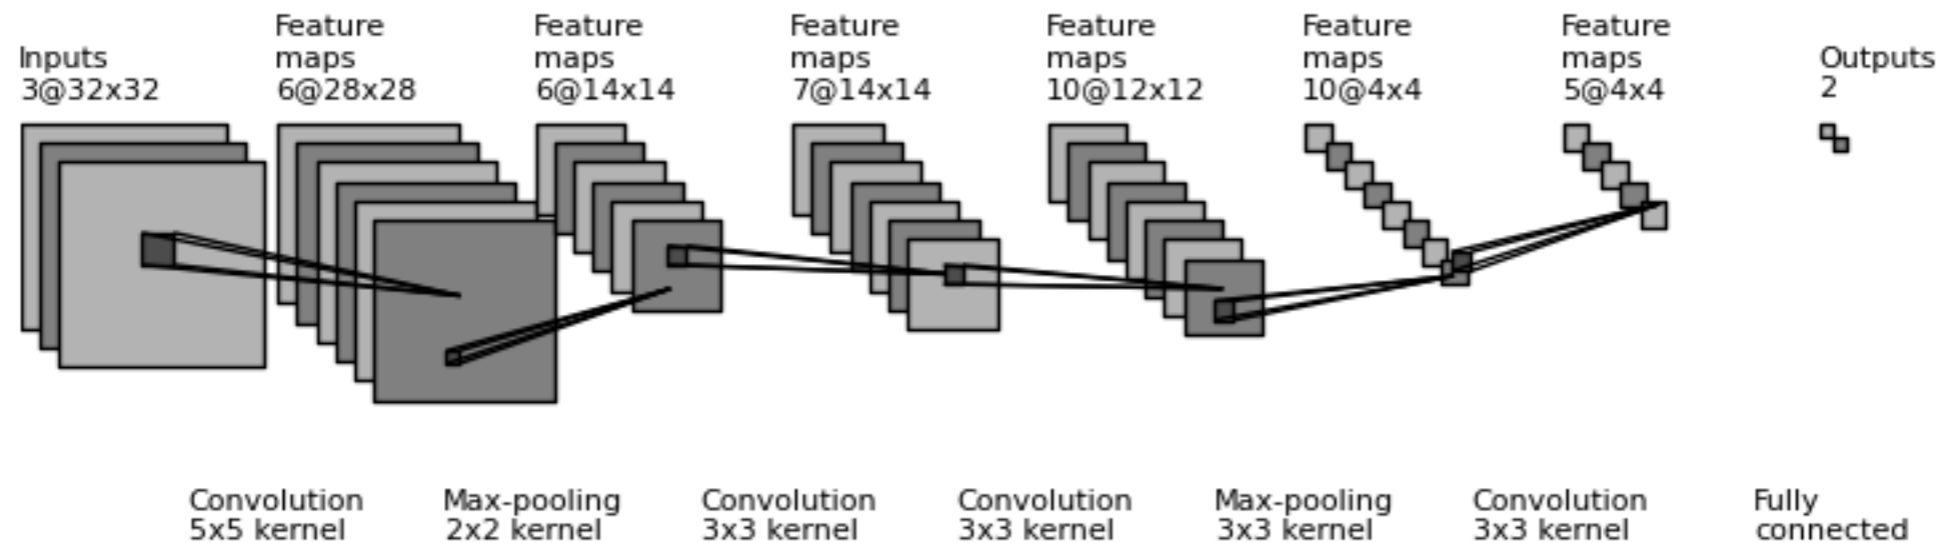 Inputs
3@32x32
Feature
maps
6@28x28
Feature
maps
6@14x14
Feature
maps
7@14x14
Feature
maps
10@12x12
Feature
maps
10@4x4
Feature
maps
5@4x4
Outputs
2
Convolution
5x5 kernel
Max-pooling
2x2 kernel
Convolution
3x3 kernel
Convolution
3x3 kernel
Max-pooling
3x3 kernel
Convolution
3x3 kernel
Fully
connected